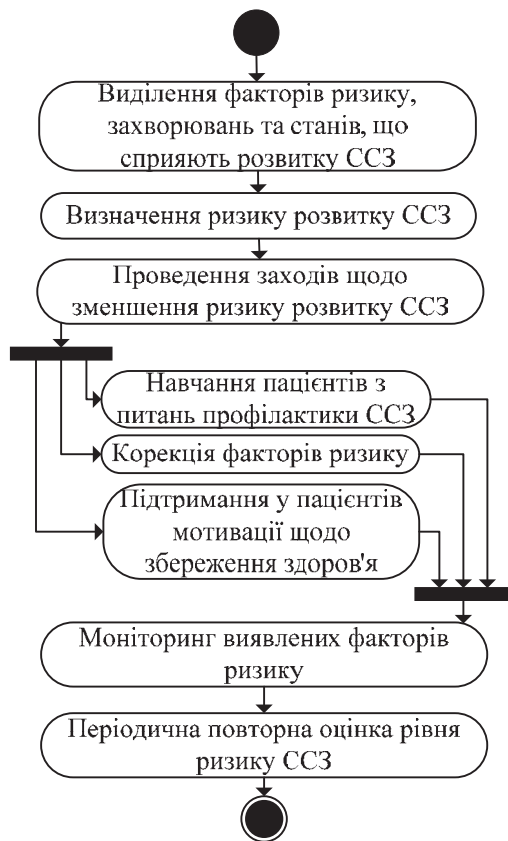 Виділення факторів ризику,
захворювань та станів, що
сприяють розвитку ССЗ
Визначення ризику розвитку ССЗ
Проведення заходів щодо
зменшення ризику розвитку ССЗ
Навчання пацієнтів з
питань профілактики ССЗ
Корекція факторів ризику
Підтримання у пацієнтів
мотивації щодо
збереження здоров'я
Моніторинг виявлених факторів
ризику
Періодична повторна оцінка рівня
ризику ССЗ